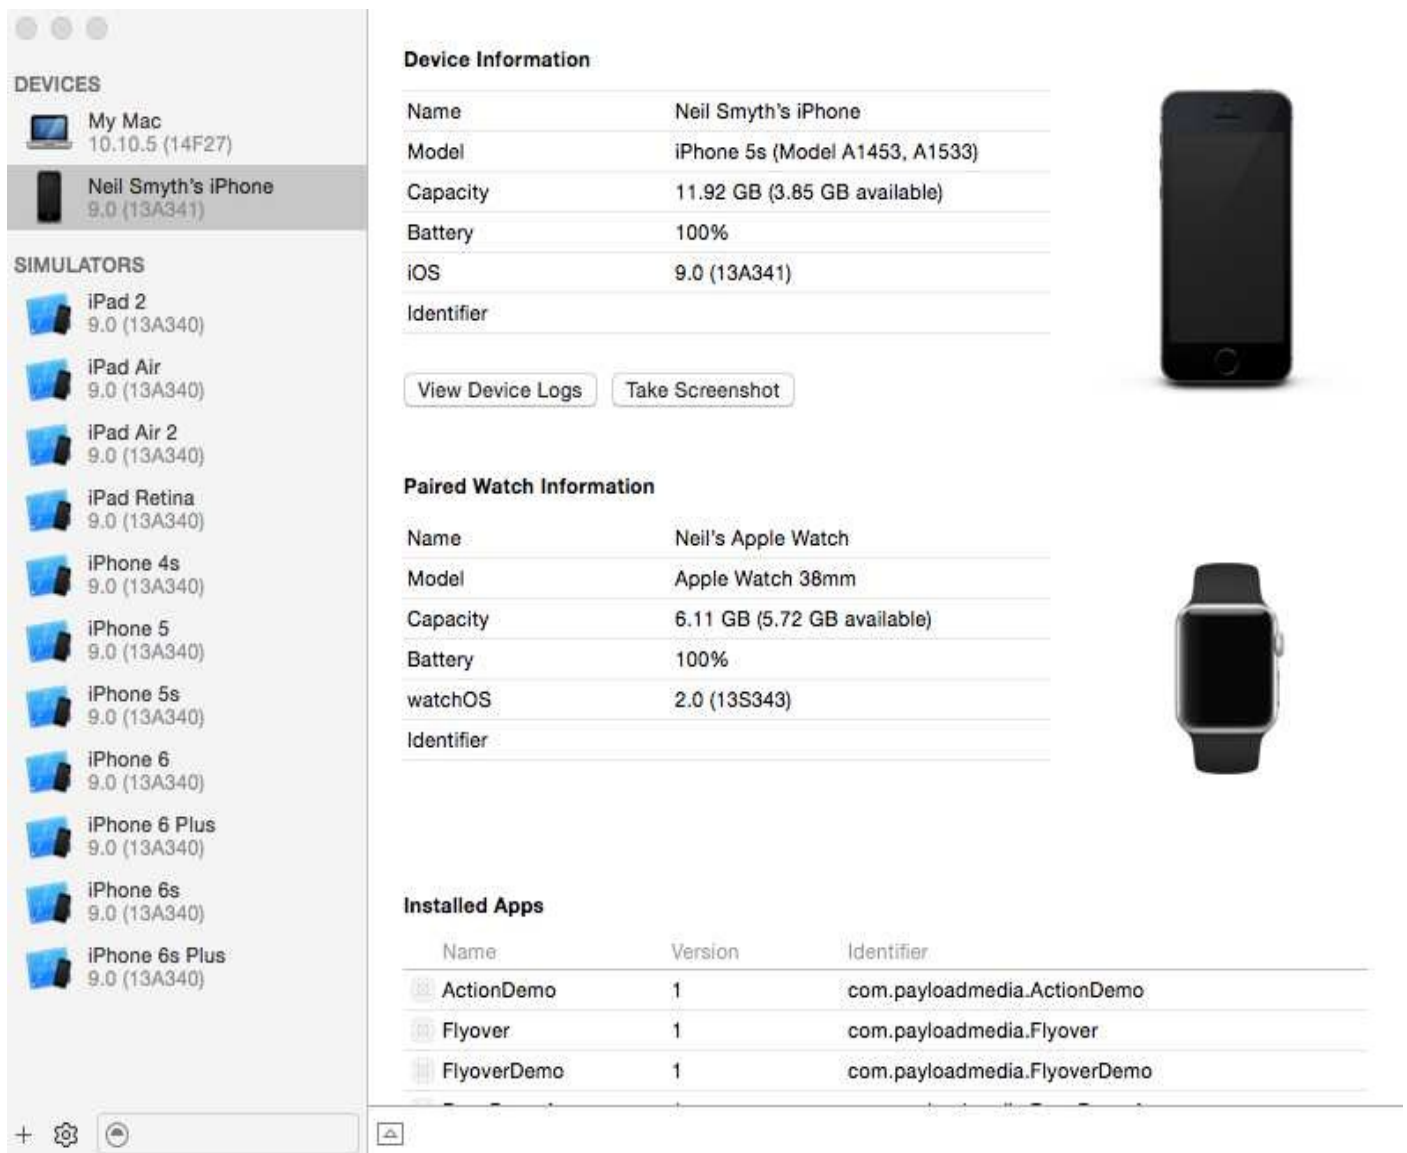 DEVICES
My Mac
10.10.5 (14F27)
Neil Smyth's iPhone
9.0 (13A341)
SIMULATORS
iPad 2
9.0 (13A340)
iPad Air
9.0 (13A340)
iPad Air 2
9.0 (13A340)
iPad Retina
9.0 (13A340)
iPhone 4s
9.0 (13A340)
iPhone 5
9.0 (13A340)
iPhone 5s
9.0 (13A340)
iPhone 6
9.0 (13A340)
iPhone 6 Plus
9.0 (13A340)
iPhone 6s
9.0 (13A340)
iPhone 6s Plus
9.0 (13A340)
Device Information
Name Neil Smyth's iPhone
Model iPhone 5s (Model A1453, A1533)
Capacity 11.92 GB (3.85 GB available)
Battery 100%
iOS 9.0 (13A341)
Identifier
View Device Logs Take Screenshot
Paired Watch Information
Name Neil's Apple Watch
Model Apple Watch 38mm
Capacity 6.11 GB (5.72 GB available)
Battery 100%
watchOS 2.0 (13S343)
Identifier
Installed Apps
Name Version Identifier
ActionDemo 1 com.payloadmedia.ActionDemo
Flyover 1 com.payloadmedia.Flyover
FlyoverDemo 1 com.payloadmedia.FlyoverDemo